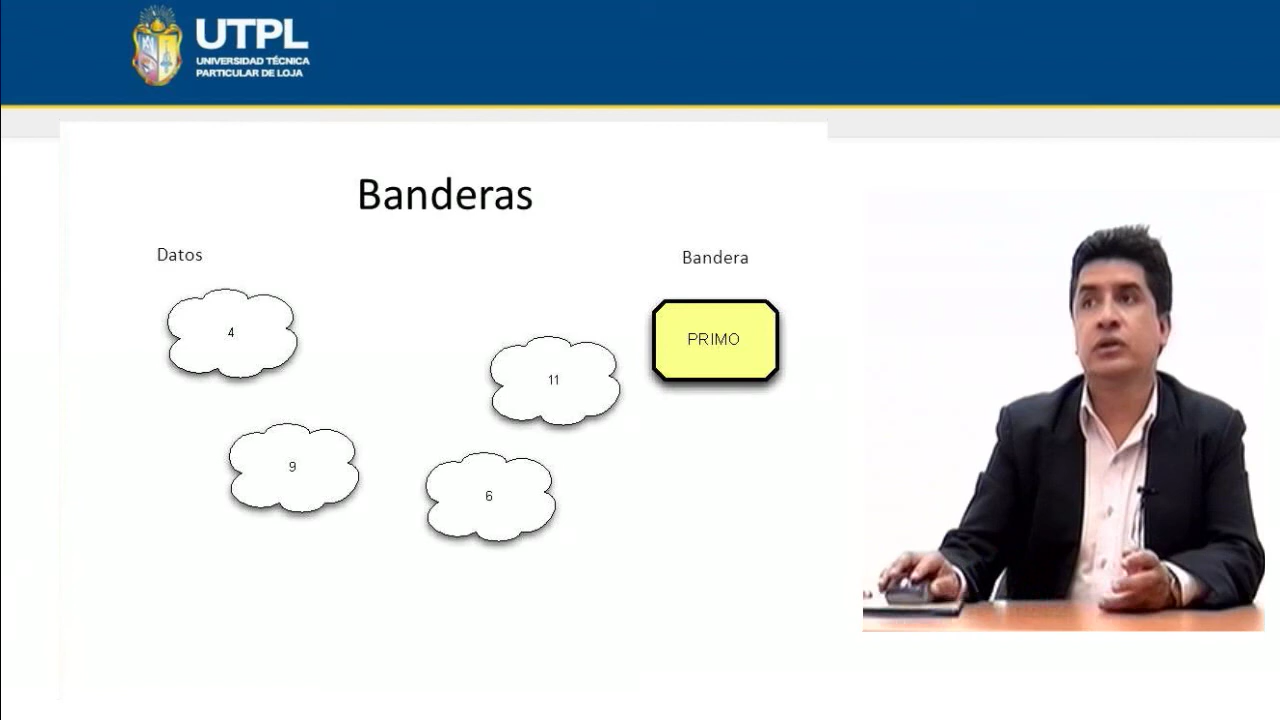 UTPL
UNIVERSIDAD TÉCNICA
PARTICULAR DE LOJA
Banderas
Datos
Bandera
4
11
PRIMO
9
6